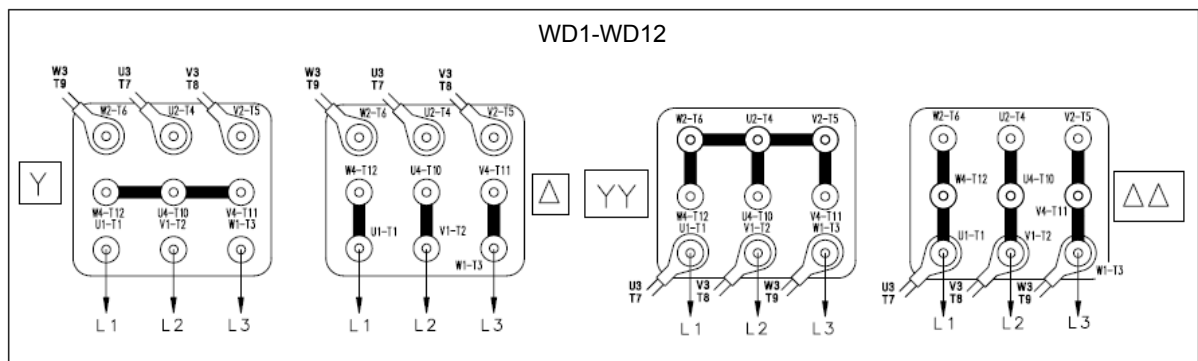 WD1-WD12
W3 U3 V3
T9 T7 T8
W2-T6 U2-T4 V2-T5
W4-T12 U4-T10 V4-T11
U1-T1 V1-T2 W1-T3
L1 L2 L3
Y
W3 U3 V3
T9 T7 T8
W2-T6 U2-T4 V2-T5
W4-T12 U4-T10 V4-T11
U1-T1 V1-T2 W1-T3
L1 L2 L3
Δ
YY
W2-T6 U2-T4 V2-T5
W4-T12 U4-T10 V4-T11
U1-T1 V1-T2 W1-T3
U3 V3 W3
T7 T8 T9
L1 L2 L3
W2-T6 U2-T4 V2-T5
W4-T12 U4-T10 V4-T11
U1-T1 V1-T2 W1-T3
U3 V3 W3
T7 T8 T9
L1 L2 L3
ΔΔ